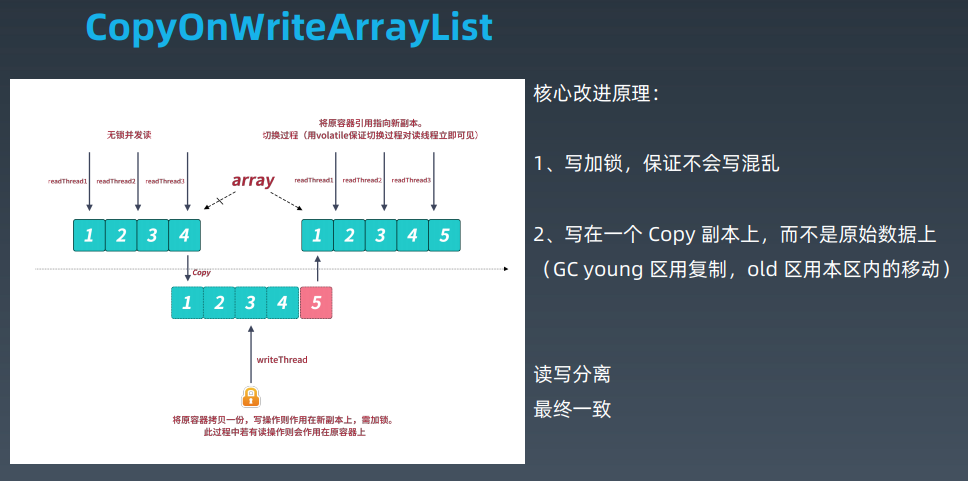 CopyOnWriteArrayList
无锁并发读
将原容器引用指向新副本。
切换过程（用volatile保证切换过程对读线程立即可见）
readThread1 readThread2 readThread3
array
readThread1 readThread2 readThread3
1 2 3 4
1 2 3 4 5
Copy
1 2 3 4 5
writeThread
将原容器拷贝一份，写操作则作用在新副本上，需加锁。
此过程中若有读操作则会作用在原容器上
核心改进原理：
1、写加锁，保证不会写混乱
2、写在一个 Copy 副本上，而不是原始数据上
（GC young 区用复制，old 区用本区内的移动）
读写分离
最终一致